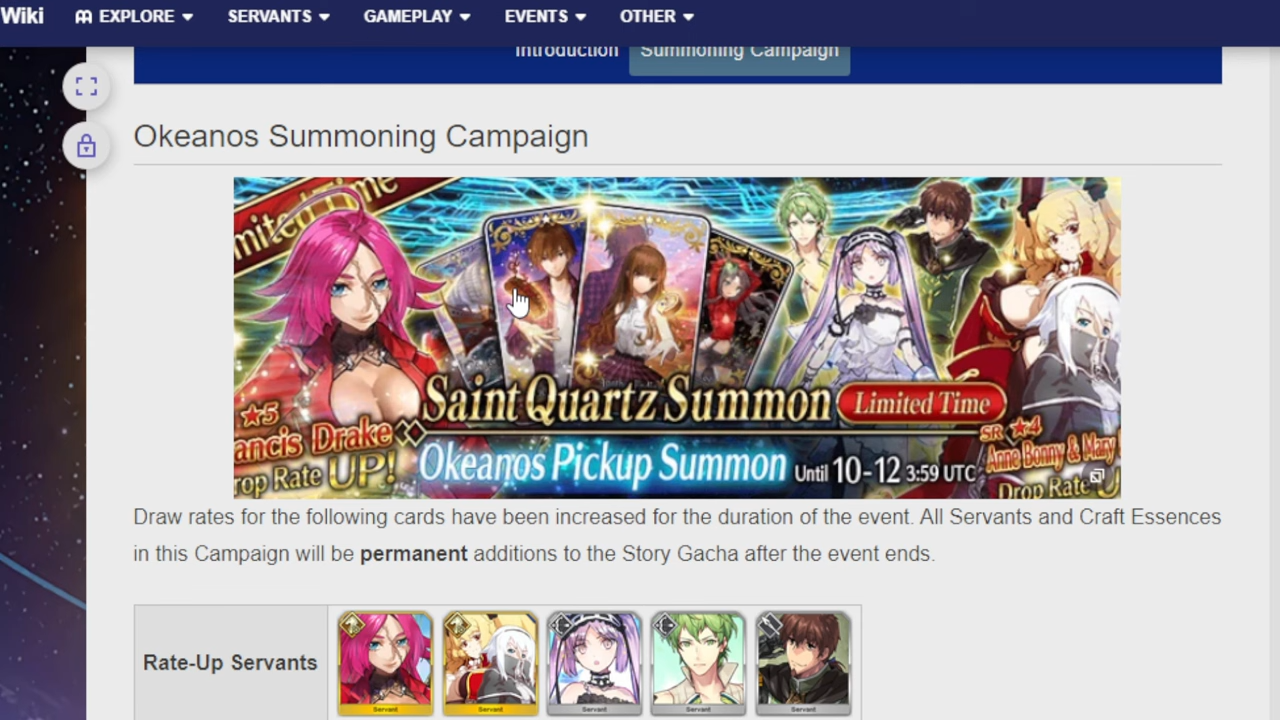 Wiki EXPLORE SERVANTS GAMEPLAY EVENTS OTHER
Introduction Summoning Campaign
Okeanos Summoning Campaign
mited Time
★5
ancis Drake
rop Rate UP!
Saint Quartz Summon Limited Time
Okeanos Pickup Summon Until 10-12 3:59 UTC
SR ★4
Anne Bonny & Mary
Drop Rate U
Draw rates for the following cards have been increased for the duration of the event. All Servants and Craft Essences
in this Campaign will be permanent additions to the Story Gacha after the event ends.
Rate-Up Servants
Servant Servant Servant Servant Servant